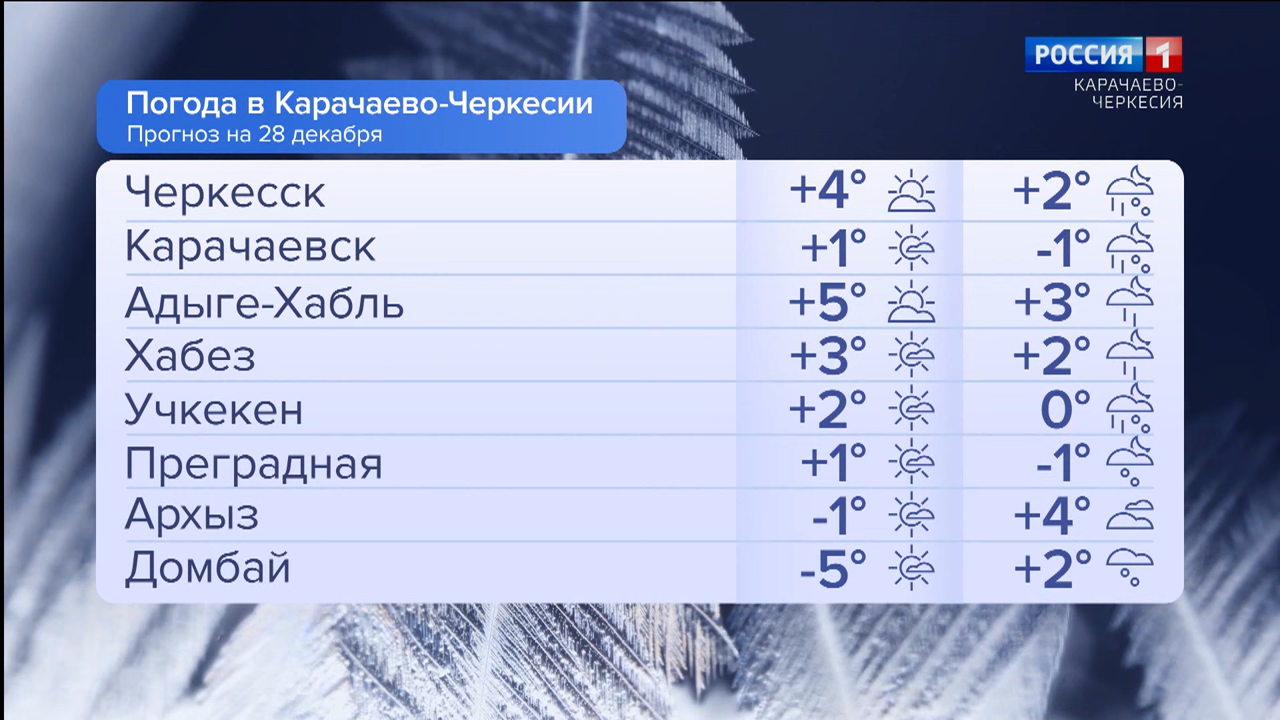 РОССИЯ 1
КАРАЧАЕВО-
ЧЕРКЕСИЯ
Погода в Карачаево-Черкесии
Прогноз на 28 декабря
Черкесск +4° +2°
Карачаевск +1° -1°
Адыге-Хабль +5° +3°
Хабез +3° +2°
Учкекен +2° 0°
Преградная +1° -1°
Архыз -1° +4°
Домбай -5° +2°